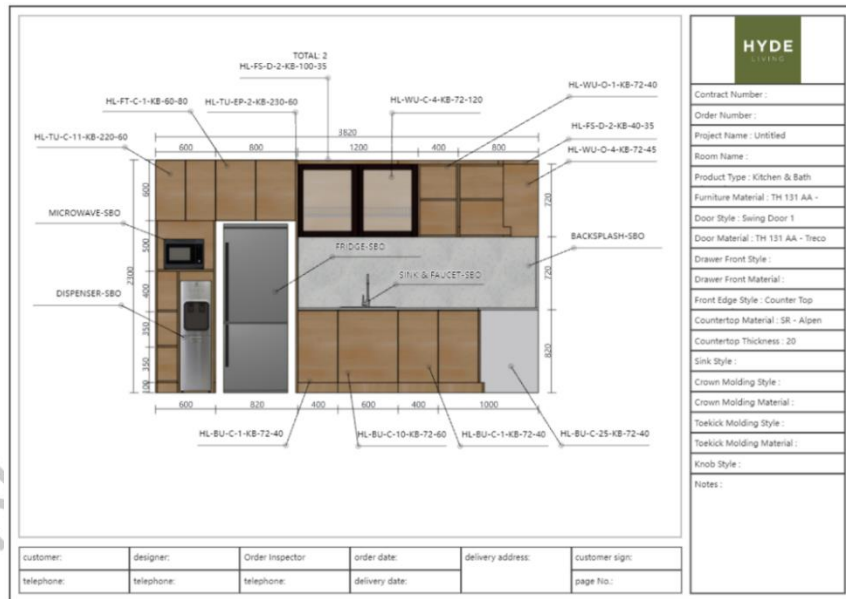 TOTAL: 2
HL-FS-D-2-KB-100-35
HL-WU-O-1-KB-72-40
HL-FT-C-1-KB-60-80
HL-TU-EP-2-KB-230-60
HL-WU-C-4-KB-72-120
HL-FS-D-2-KB-40-35
HL-TU-C-11-KB-220-60
HL-WU-O-4-KB-72-45
3820
600 800 1200 400 800
600
500
400
350
350
100
2300
720
720
820
MICROWAVE-SBO
DISPENSER-SBO
FRIDGE-SBO
SINK & FAUCET-SBO
BACKSPLASH-SBO
600 820 400 600 400 1000
HL-BU-C-1-KB-72-40
HL-BU-C-10-KB-72-60
HL-BU-C-1-KB-72-40
HL-BU-C-25-KB-72-40
HYDE
LIVING
Contract Number :
Order Number :
Project Name : Untitled
Room Name :
Product Type : Kitchen & Bath
Furniture Material : TH 131 AA -
Door Style : Swing Door 1
Door Material : TH 131 AA - Treco
Drawer Front Style :
Drawer Front Material :
Front Edge Style : Counter Top
Countertop Material : SR - Alpen
Countertop Thickness : 20
Sink Style :
Crown Molding Style :
Crown Molding Material :
Toekick Molding Style :
Toekick Molding Material :
Knob Style :
Notes :
customer: designer: Order Inspector order date: delivery address: customer sign:
telephone: telephone: telephone: delivery date: page No.: